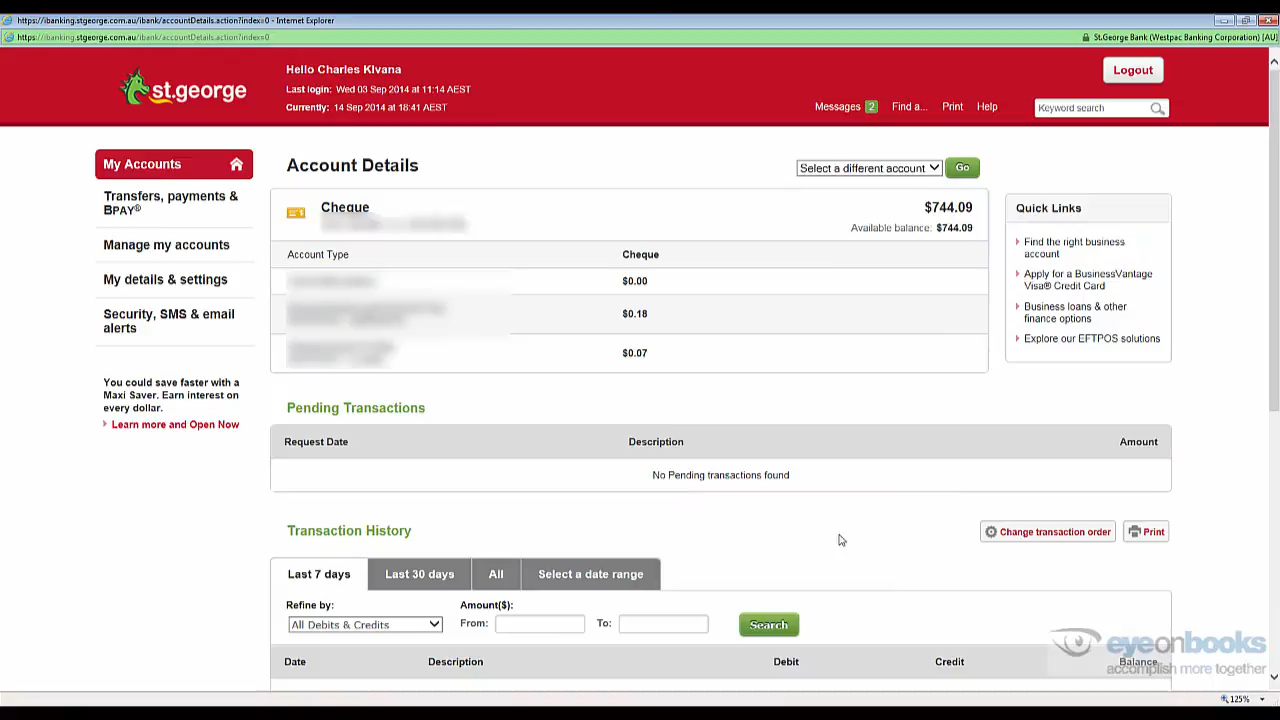 https://ibanking.stgeorge.com.au/ibank/accountDetails.action?index=0 - Internet Explorer
https://ibanking.stgeorge.com.au/ibank/accountDetails.action?index=0
St.George Bank (Westpac Banking Corporation) [AU]
st.george
Hello Charles KIvana
Last login: Wed 03 Sep 2014 at 11:14 AEST
Currently: 14 Sep 2014 at 18:41 AEST
Logout
Messages 2 Find a... Print Help
Keyword search
My Accounts
Transfers, payments &
BPAY®
Manage my accounts
My details & settings
Security, SMS & email
alerts
You could save faster with a
Maxi Saver. Earn interest on
every dollar.
Learn more and Open Now
Account Details
Select a different account Go
Cheque $744.09
Available balance: $744.09
Account Type Cheque
$0.00
$0.18
$0.07
Quick Links
Find the right business
account
Apply for a BusinessVantage
Visa® Credit Card
Business loans & other
finance options
Explore our EFTPOS solutions
Pending Transactions
Request Date Description Amount
No Pending transactions found
Transaction History
Change transaction order Print
Last 7 days Last 30 days All Select a date range
Refine by: Amount($):
All Debits & Credits From: To: Search
Date Description Debit Credit Balance
eyeonbooks
accomplish more together
125%